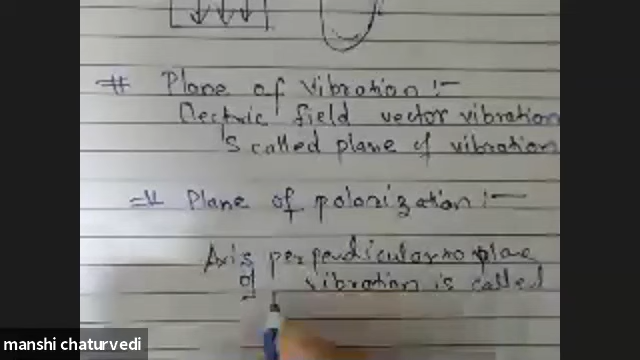 # Plane of vibration :-
Electric field vector vibration
is called plane of vibration
# Plane of polarization :-
Axis perpendicular to plane
of vibration is called
manshi chaturvedi